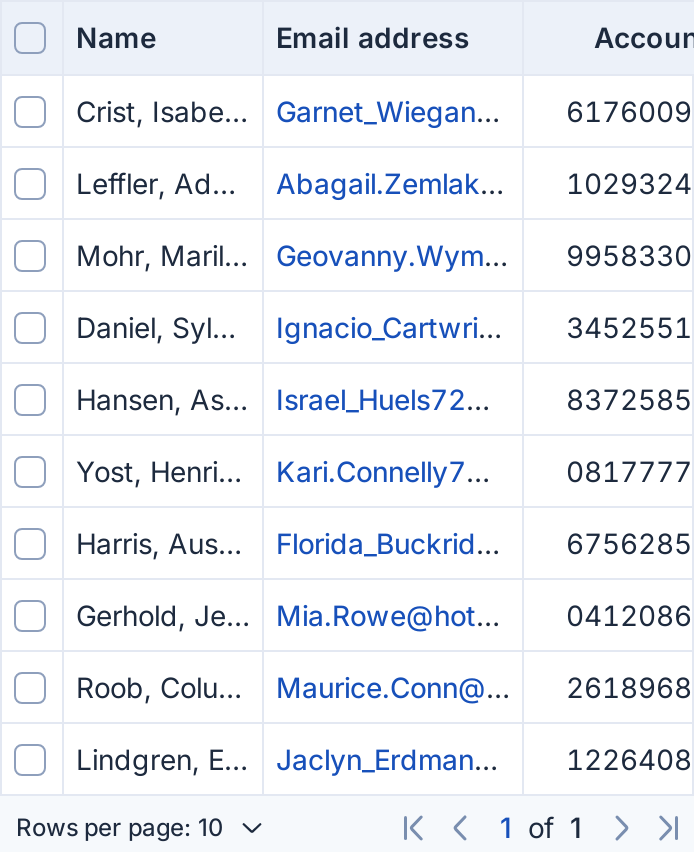 Name Email address Accoun
Crist, Isabe... Garnet_Wiegan... 6176009
Leffler, Ad... Abagail.Zemlak... 1029324
Mohr, Maril... Geovanny.Wym... 9958330
Daniel, Syl... Ignacio_Cartwri... 3452551
Hansen, As... Israel_Huels72... 8372585
Yost, Henri... Kari.Connelly7... 0817777
Harris, Aus... Florida_Buckrid... 6756285
Gerhold, Je... Mia.Rowe@hot... 0412086
Roob, Colu... Maurice.Conn@... 2618968
Lindgren, E... Jaclyn_Erdman... 1226408
Rows per page: 10 1 of 1